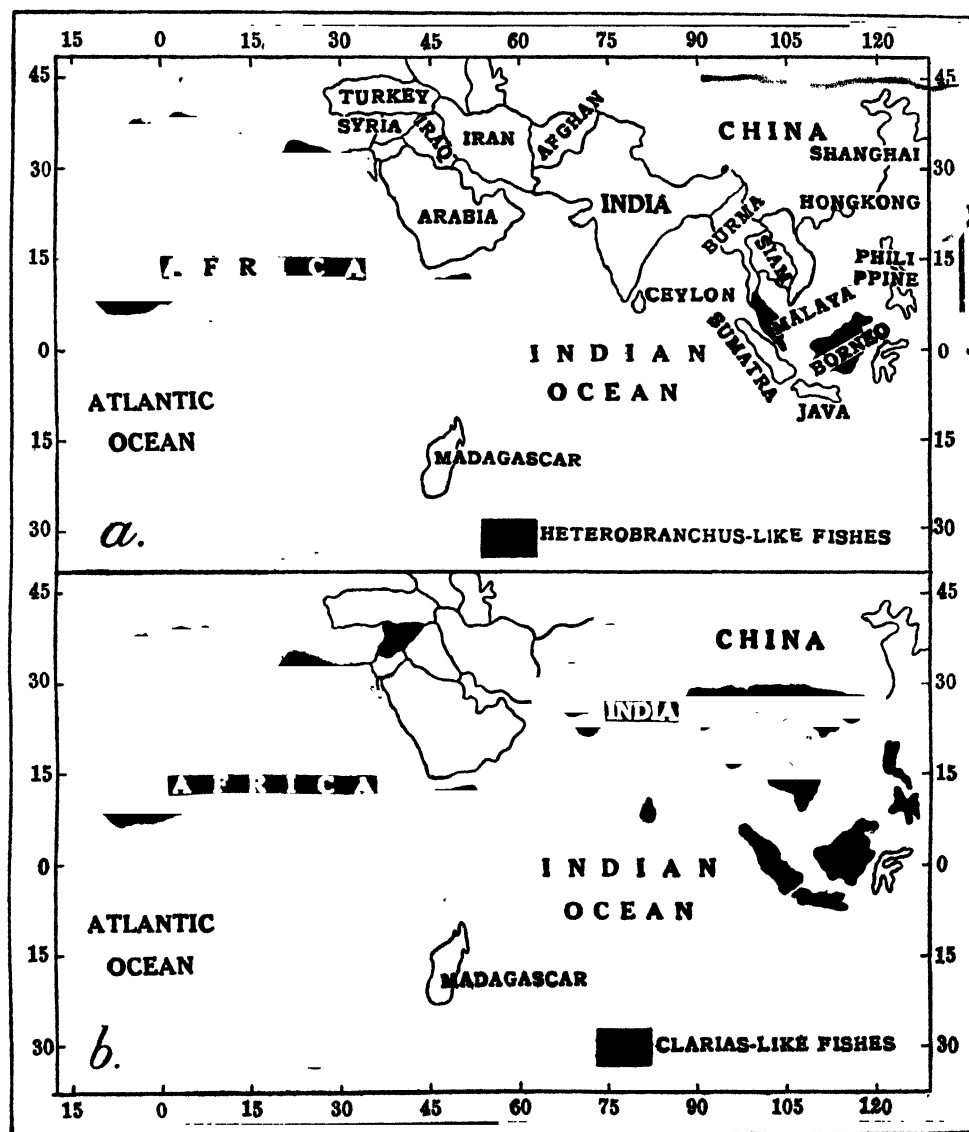 15 0 15 30 45 60 75 90 105 120
45 45
TURKEY
SYRIA IRAQ IRAN AFGHAN CHINA
SHANGHAI
30 30
ARABIA INDIA BURMA HONGKONG
SIAM
15 AFRICA 15
PHILI
PPINE
CEYLON MALAYA
0 INDIAN SUMATRA BORNEO 0
OCEAN
JAVA
ATLANTIC
OCEAN
15 15
MADAGASCAR
30 30
a. HETEROBRANCHUS-LIKE FISHES
45 45
CHINA
30 30
INDIA
15 AFRICA 15
0 INDIAN 0
OCEAN
ATLANTIC
OCEAN
15 15
MADAGASCAR
30 30
b. CLARIAS-LIKE FISHES
15 0 15 30 45 60 75 90 105 120